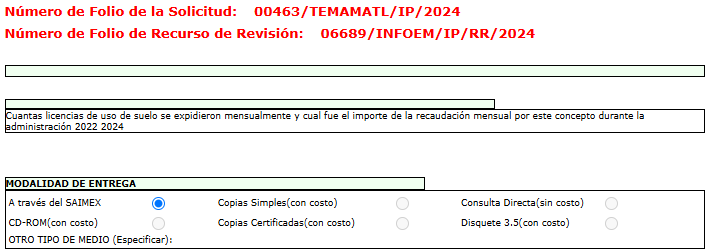 Número de Folio de la Solicitud: 00463/TEMAMATL/IP/2024
Número de Folio de Recurso de Revisión: 06689/INFOEM/IP/RR/2024
Cuantas licencias de uso de suelo se expidieron mensualmente y cual fue el importe de la recaudación mensual por este concepto durante la
administración 2022 2024
MODALIDAD DE ENTREGA
A través del SAIMEX Copias Simples(con costo) Consulta Directa(sin costo)
CD-ROM(con costo) Copias Certificadas(con costo) Disquete 3.5(con costo)
OTRO TIPO DE MEDIO (Especificar):